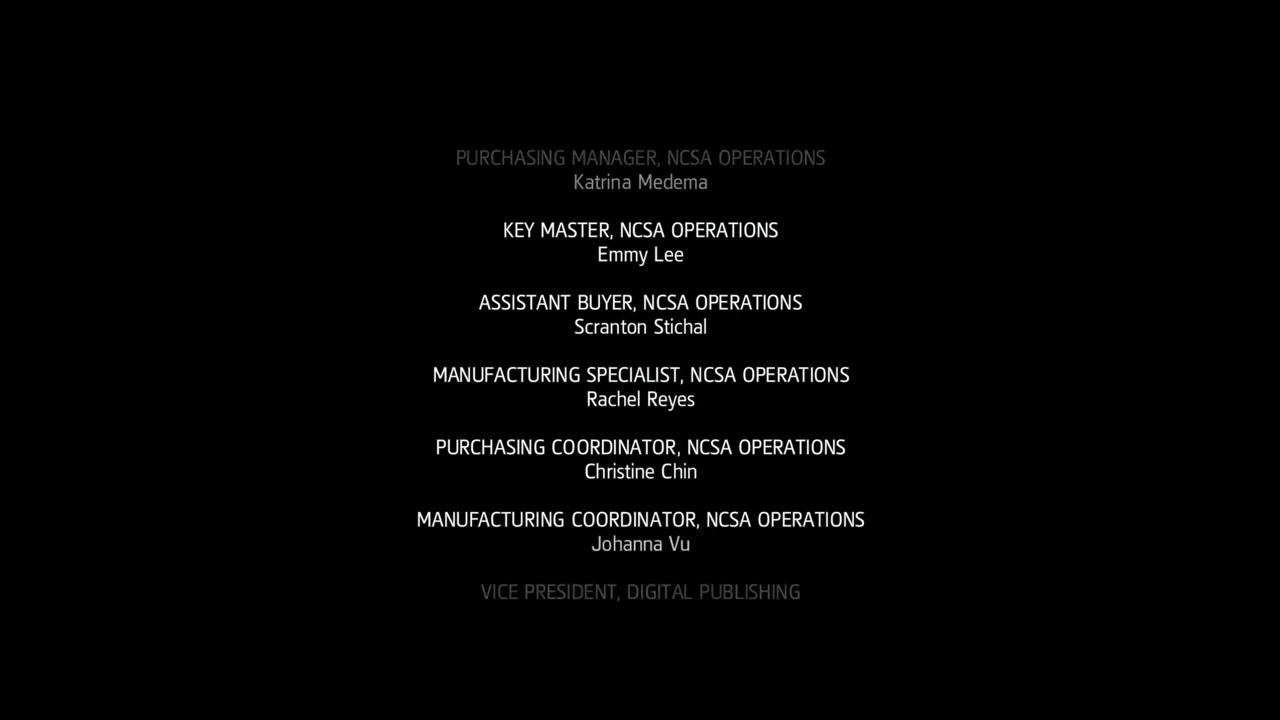 PURCHASING MANAGER, NCSA OPERATIONS
Katrina Medema
KEY MASTER, NCSA OPERATIONS
Emmy Lee
ASSISTANT BUYER, NCSA OPERATIONS
Scranton Stichal
MANUFACTURING SPECIALIST, NCSA OPERATIONS
Rachel Reyes
PURCHASING COORDINATOR, NCSA OPERATIONS
Christine Chin
MANUFACTURING COORDINATOR, NCSA OPERATIONS
Johanna Vu
VICE PRESIDENT, DIGITAL PUBLISHING